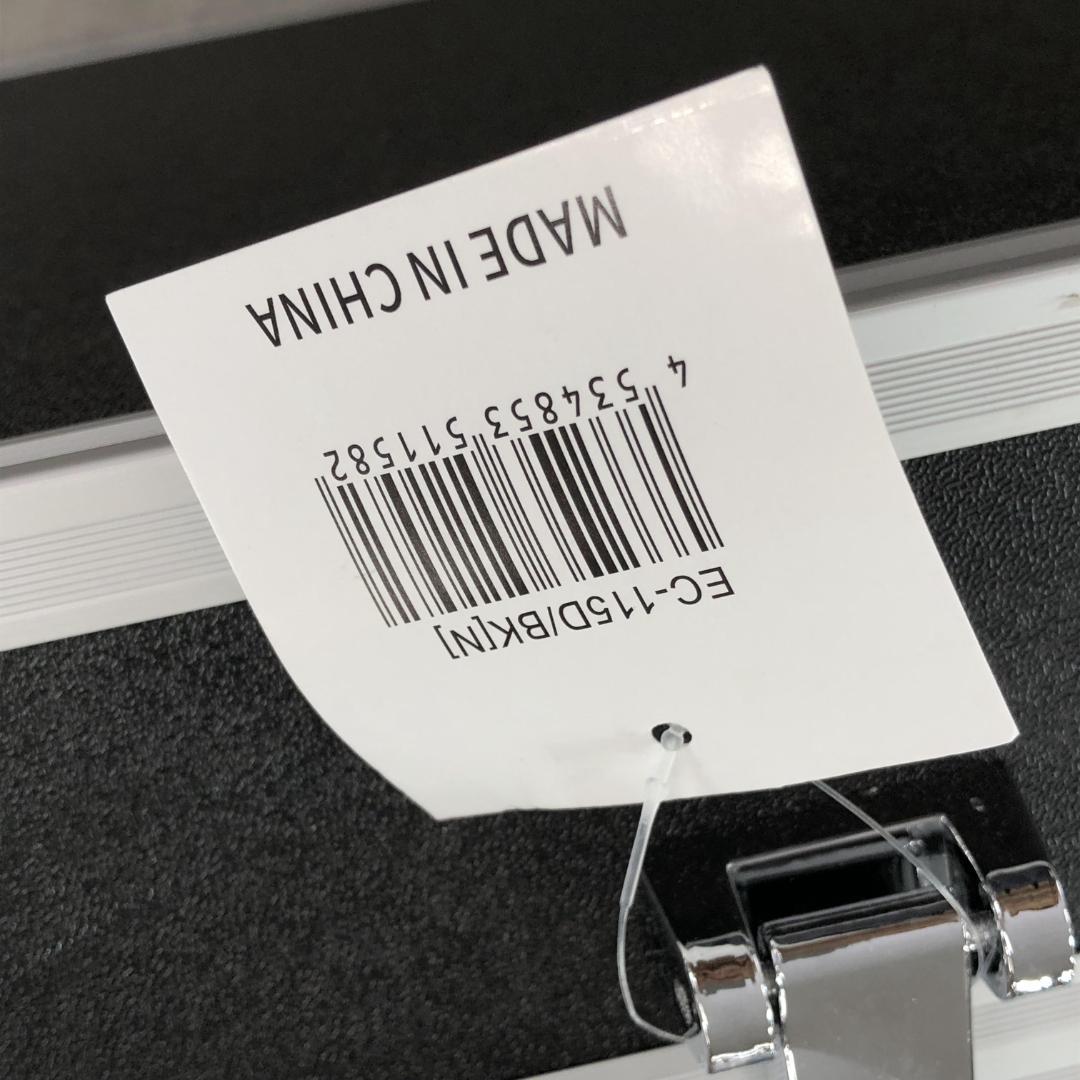 EC-115D/BK[N]
4 534853 511582
MADE IN CHINA